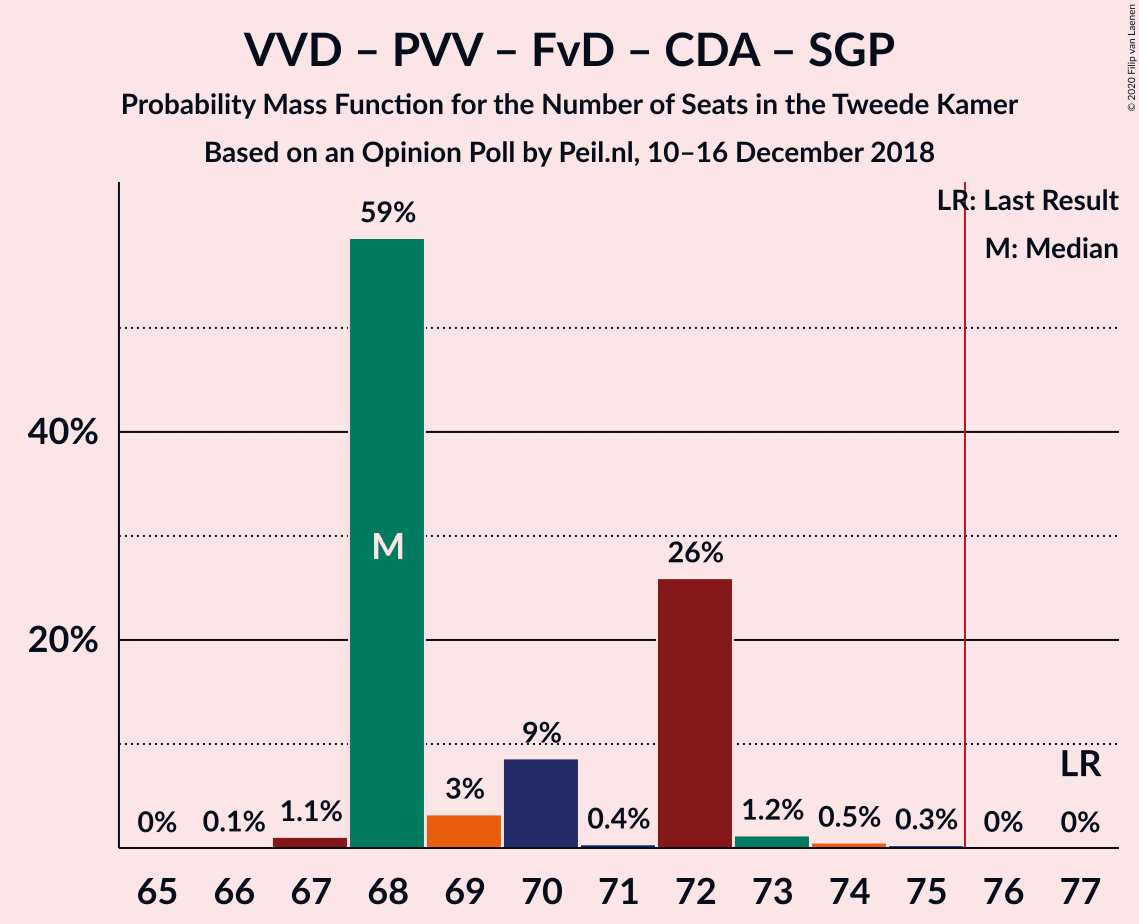 VVD – PVV – FvD – CDA – SGP
Probability Mass Function for the Number of Seats in the Tweede Kamer
Based on an Opinion Poll by Peil.nl, 10–16 December 2018
© 2020 Filip van Laenen
LR: Last Result
M: Median
40%
20%
0%
0.1%
1.1%
59%
M
3%
9%
0.4%
26%
1.2%
0.5%
0.3%
0%
LR
0%
65 66 67 68 69 70 71 72 73 74 75 76 77